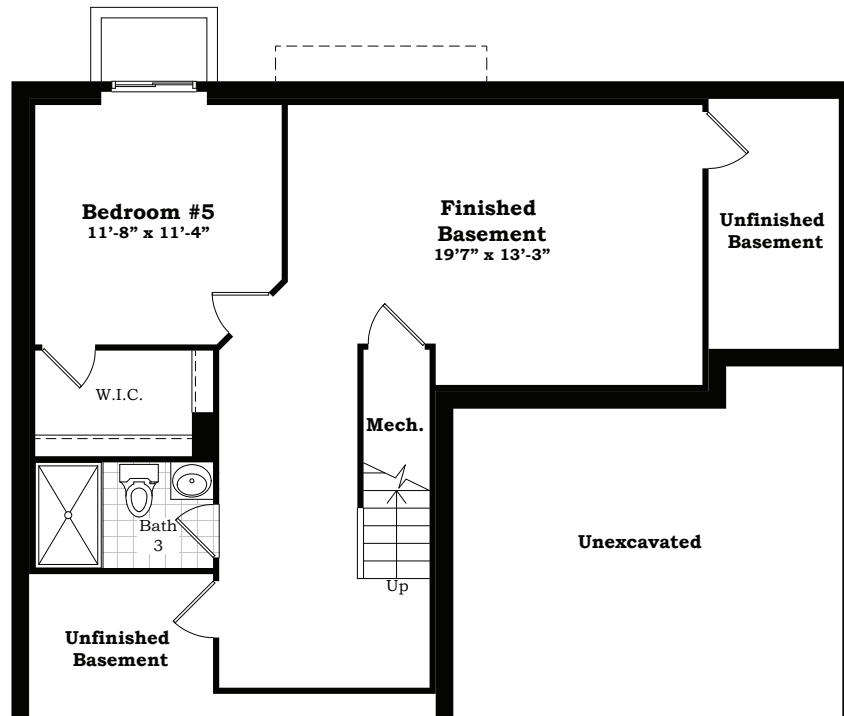 Bedroom #5
11’-8” x 11’-4”
Finished
Basement
19’7” x 13’-3”
Unfinished
Basement
W.I.C.
Mech.
Bath
3
Up
Unexcavated
Unfinished
Basement